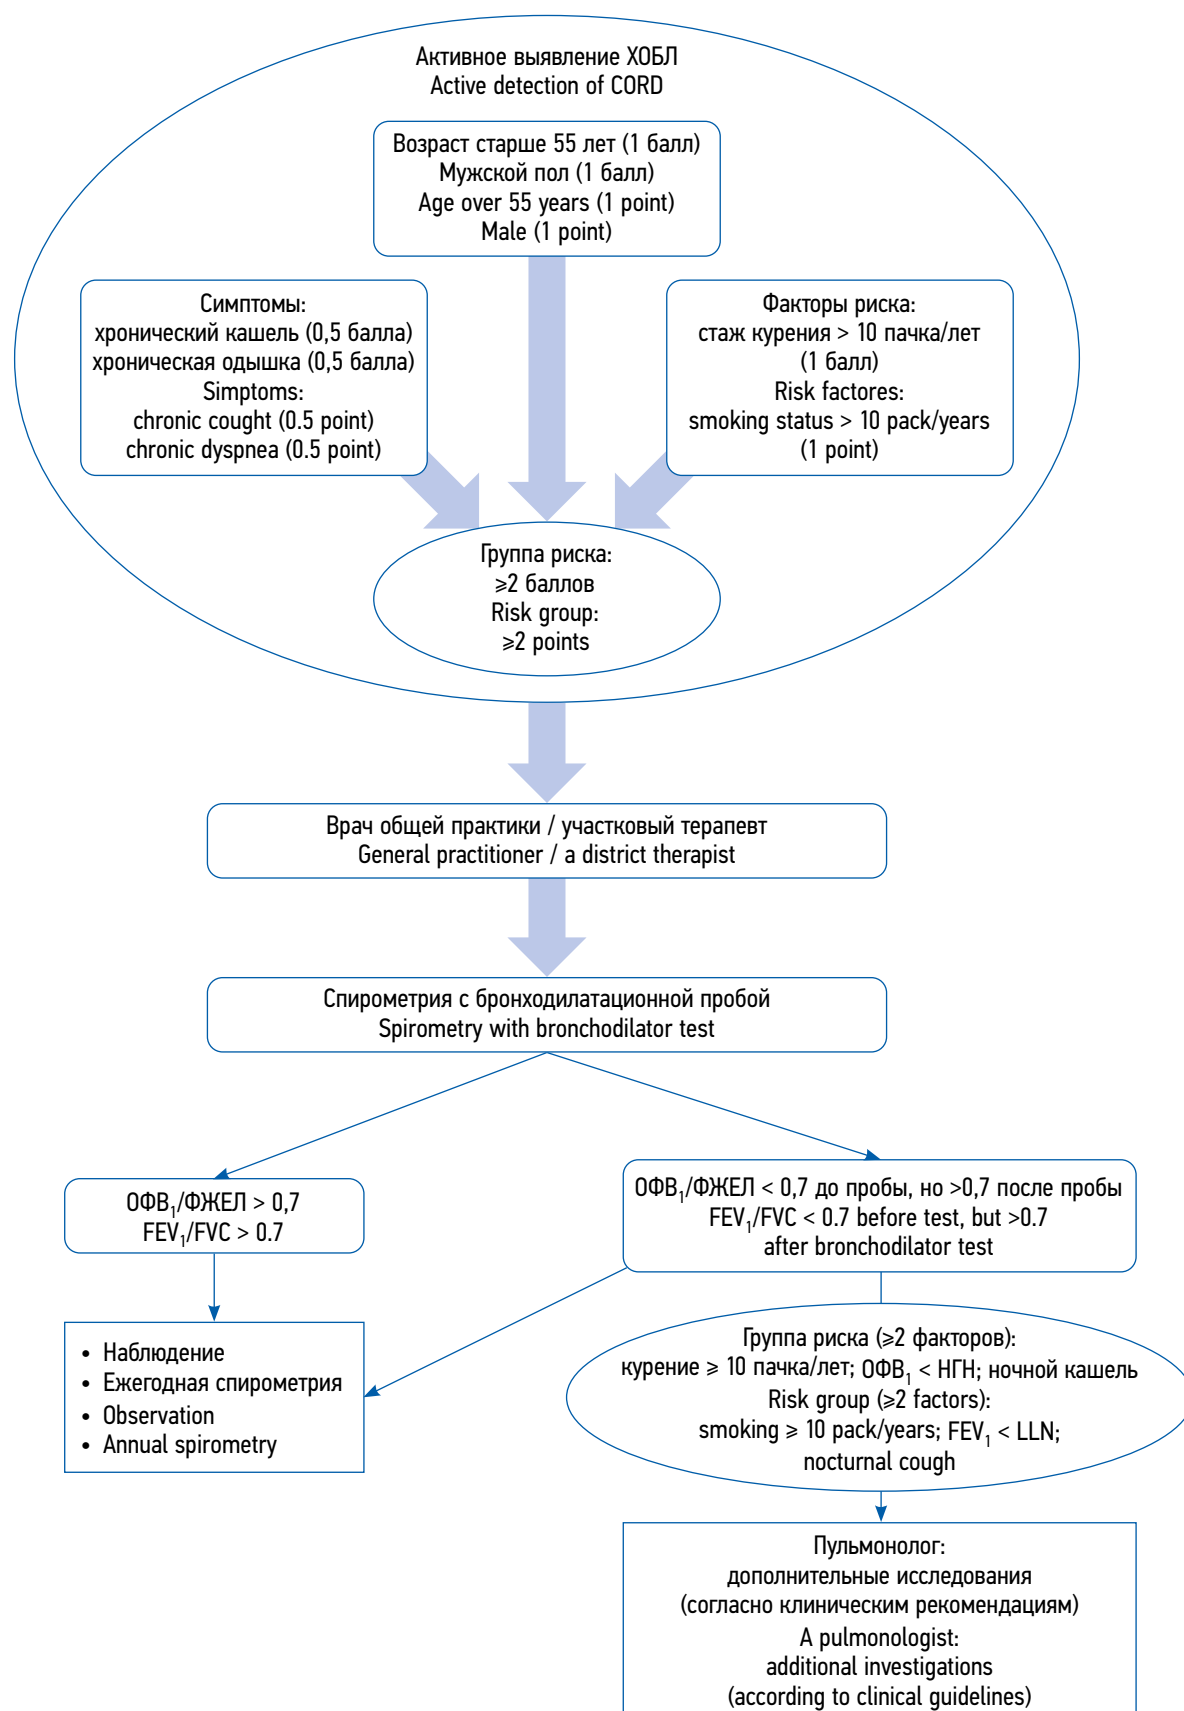 Активное выявление ХОБЛ
Active detection of CORD
Возраст старше 55 лет (1 балл)
Мужской пол (1 балл)
Age over 55 years (1 point)
Male (1 point)
Симптомы:
хронический кашель (0,5 балла)
хроническая одышка (0,5 балла)
Simptoms:
chronic cought (0.5 point)
chronic dyspnea (0.5 point)
Факторы риска:
стаж курения > 10 пачка/лет
(1 балл)
Risk factores:
smoking status > 10 pack/years
(1 point)
Группа риска:
⩾2 баллов
Risk group:
⩾2 points
Врач общей практики / участковый терапевт
General practitioner / a district therapist
Спирометрия с бронходилатационной пробой
Spirometry with bronchodilator test
ОФВ₁/ФЖЕЛ > 0,7
FEV₁/FVC > 0.7
ОФВ₁/ФЖЕЛ < 0,7 до пробы, но >0,7 после пробы
FEV₁/FVC < 0.7 before test, but >0.7
after bronchodilator test
• Наблюдение
• Ежегодная спирометрия
• Observation
• Annual spirometry
Группа риска (⩾2 факторов):
курение ⩾ 10 пачка/лет; ОФВ₁ < НГН; ночной кашель
Risk group (⩾2 factors):
smoking ⩾ 10 pack/years; FEV₁ < LLN;
nocturnal cough
Пульмонолог:
дополнительные исследования
(согласно клиническим рекомендациям)
A pulmonologist:
additional investigations
(according to clinical guidelines)